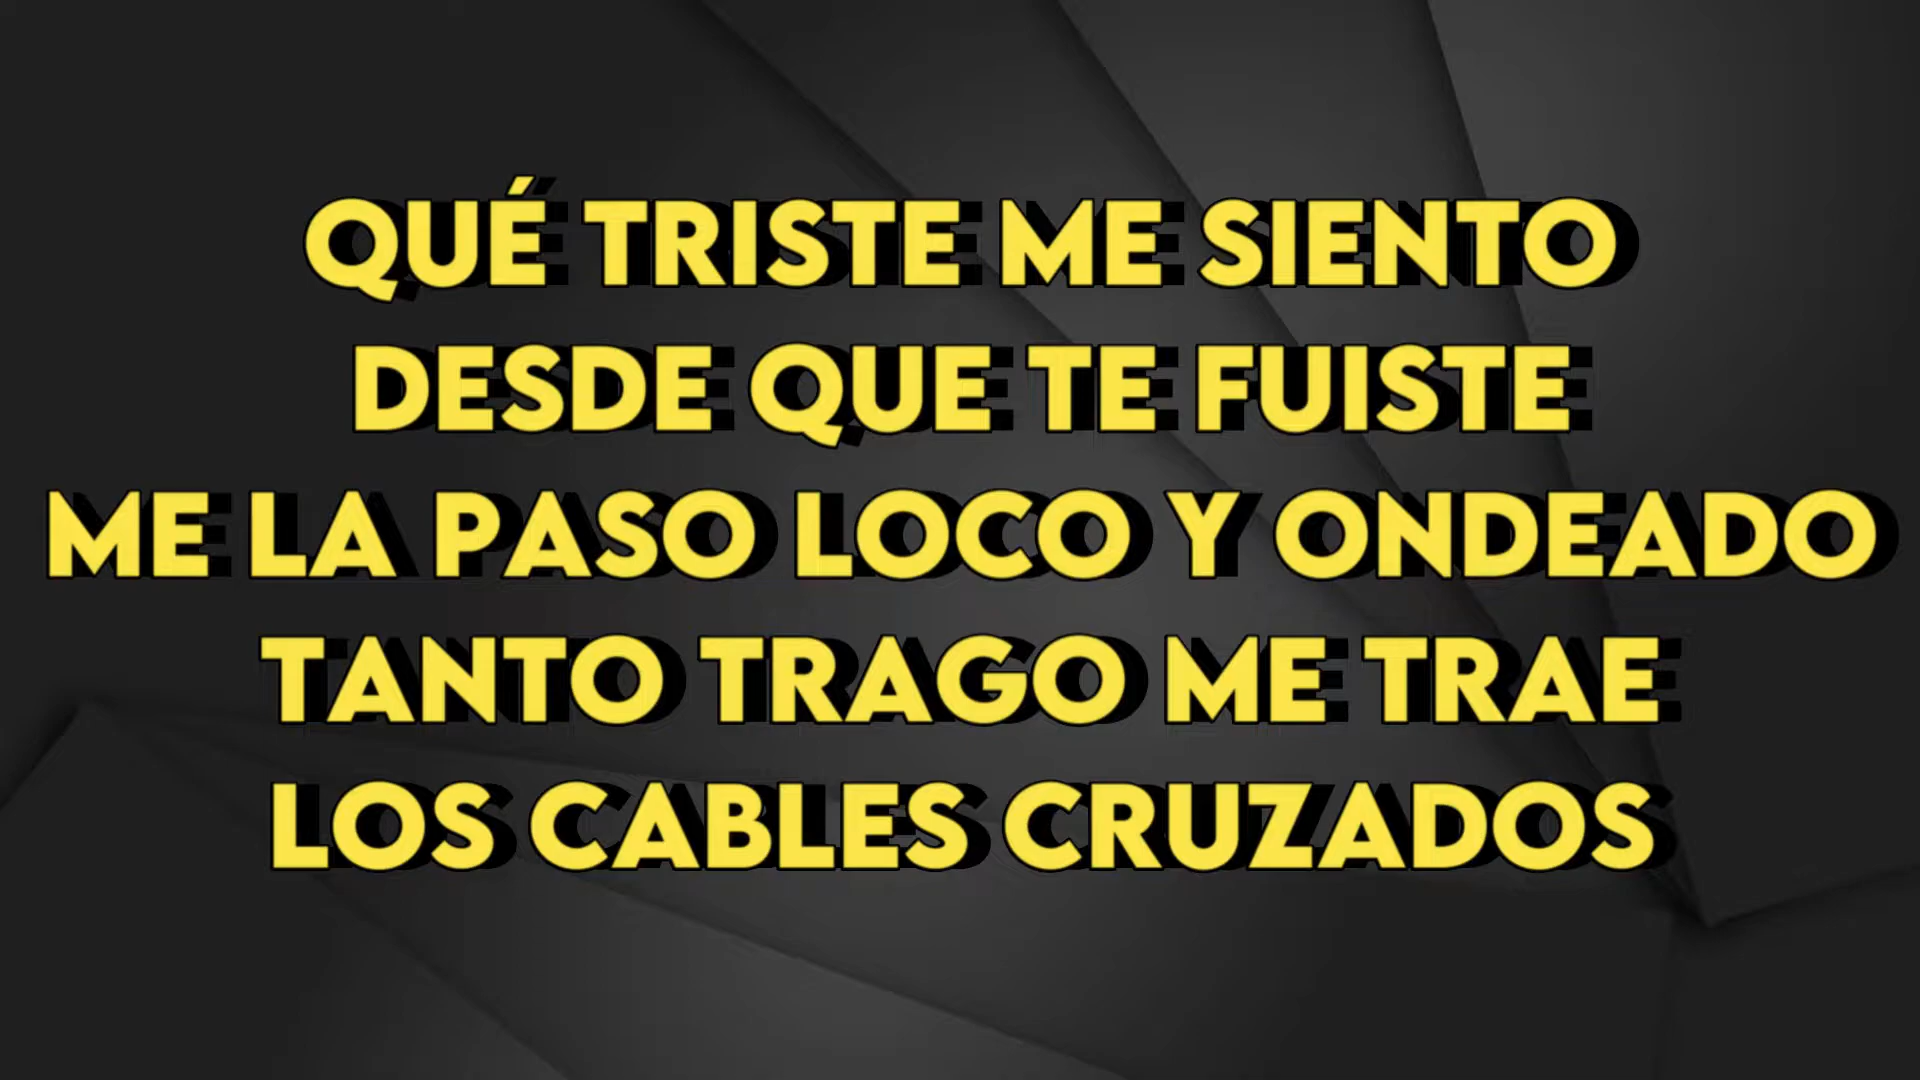 QUÉ TRISTE ME SIENTO
DESDE QUE TE FUISTE
ME LA PASO LOCO Y ONDEADO
TANTO TRAGO ME TRAE
LOS CABLES CRUZADOS